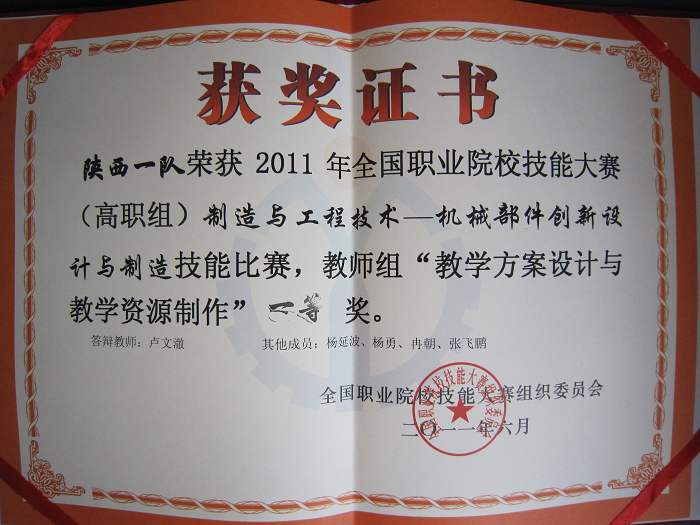 获奖证书
陕西一队荣获 2011 年全国职业院校技能大赛
（高职组）制造与工程技术—机械部件创新设
计与制造技能比赛，教师组“教学方案设计与
教学资源制作” 一等 奖。
答辩教师：卢文澈 其他成员：杨延波、杨勇、冉朝、张飞鹏
全国职业院校技能大赛组织委员会
二〇一一年六月